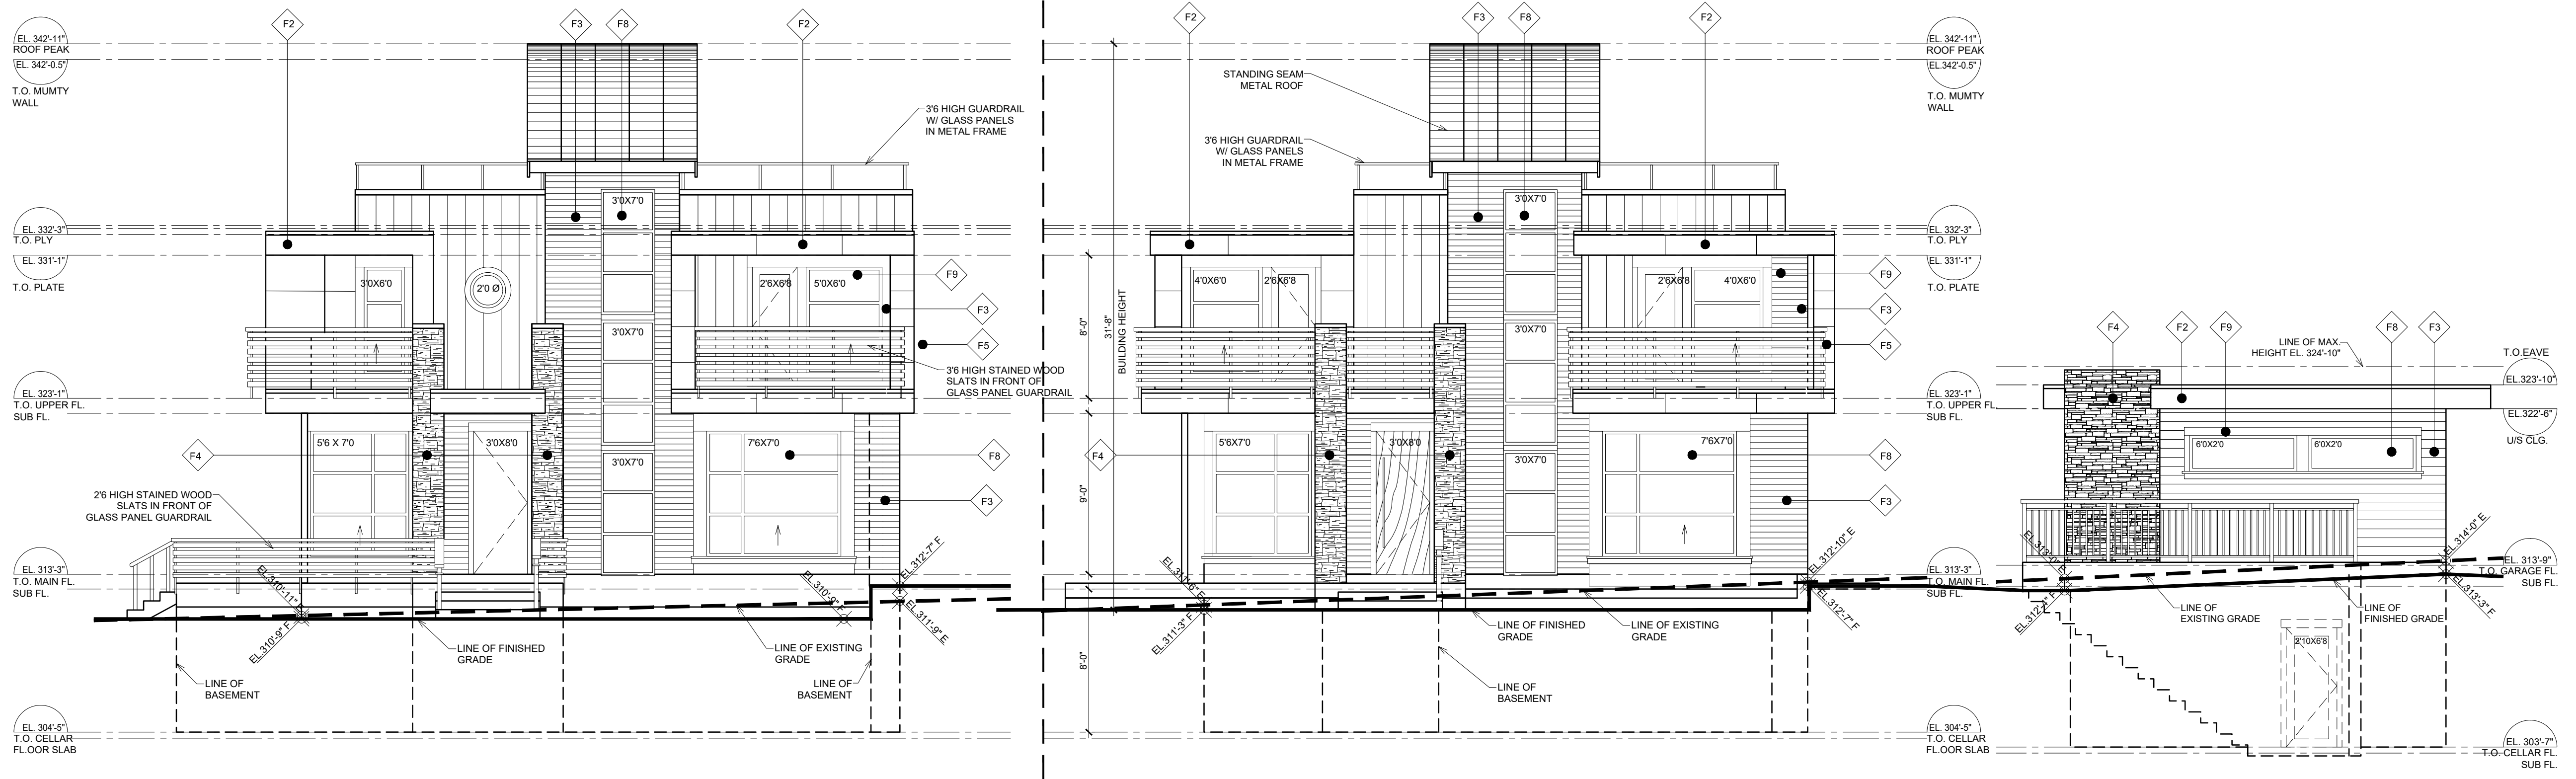 F2
F3
F8
F2
EL. 342'-11"
ROOF PEAK
EL. 342'-0.5"
T.O. MUMTY
WALL
3'6 HIGH GUARDRAIL
W/ GLASS PANELS
IN METAL FRAME
EL. 332'-3"
T.O. PLY
EL. 331'-1"
T.O. PLATE
3'0X7'0
3'0X6'0
2'0 Ø
2'6X6'8
5'0X6'0
F9
F3
F5
3'0X7'0
3'6 HIGH STAINED WOOD
SLATS IN FRONT OF
GLASS PANEL GUARDRAIL
EL. 323'-1"
T.O. UPPER FL.
SUB FL.
F4
5'6 X 7'0
3'0X8'0
3'0X7'0
7'6X7'0
F8
F3
2'6 HIGH STAINED WOOD
SLATS IN FRONT OF
GLASS PANEL GUARDRAIL
EL. 313'-3"
T.O. MAIN FL.
SUB FL.
EL.310'-11" E
EL.310'-9" F
EL.310'-9" F
EL.312'-7" F
EL.311'-9" E
LINE OF FINISHED
GRADE
LINE OF EXISTING
GRADE
LINE OF
BASEMENT
LINE OF
BASEMENT
EL. 304'-5"
T.O. CELLAR
FL.OOR SLAB
F2
F3
F8
F2
EL. 342'-11"
ROOF PEAK
EL.342'-0.5"
T.O. MUMTY
WALL
STANDING SEAM
METAL ROOF
3'6 HIGH GUARDRAIL
W/ GLASS PANELS
IN METAL FRAME
31'-8"
BUILDING HEIGHT
8'-0"
9'-0"
8'-0"
3'0X7'0
EL. 332'-3"
T.O. PLY
EL. 331'-1"
T.O. PLATE
4'0X6'0
2'6X6'8
2'6X6'8
4'0X6'0
F9
F3
F5
3'0X7'0
EL. 323'-1"
T.O. UPPER FL.
SUB FL.
F4
5'6X7'0
3'0X8'0
3'0X7'0
7'6X7'0
F8
F3
EL.311'-6" E
EL.311'-3" F
EL.312'-10" E
EL.312'-7" F
EL. 313'-3"
T.O. MAIN FL.
SUB FL.
LINE OF FINISHED
GRADE
LINE OF EXISTING
GRADE
LINE OF
BASEMENT
EL. 304'-5"
T.O. CELLAR
FL.OOR SLAB
F4
F2
F9
F8
F3
LINE OF MAX.
HEIGHT EL. 324'-10"
T.O.EAVE
EL.323'-10"
EL.322'-6"
U/S CLG.
6'0X2'0
6'0X2'0
EL.314'-0" E
EL.313'-3" F
EL. 313'-9"
T.O. GARAGE FL.
SUB FL.
LINE OF
EXISTING GRADE
LINE OF
FINISHED GRADE
2'10X6'8
EL. 303'-7"
T.O. CELLAR FL.
SUB FL.